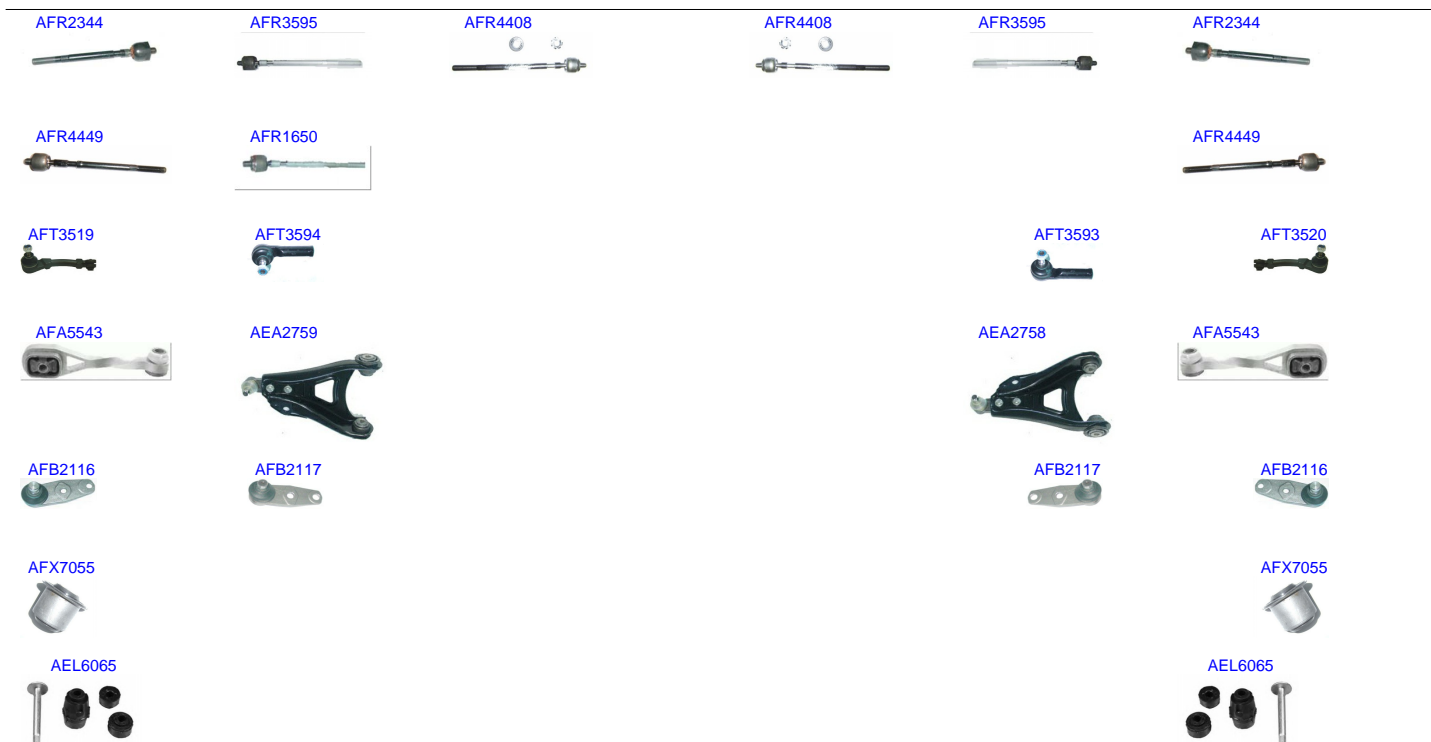 AFR2344 AFR3595 AFR4408 AFR4408 AFR3595 AFR2344
AFR4449 AFR1650 AFR4449
AFT3519 AFT3594 AFT3593 AFT3520
AFA5543 AEA2759 AEA2758 AFA5543
AFB2116 AFB2117 AFB2117 AFB2116
AFX7055 AFX7055
AEL6065 AEL6065